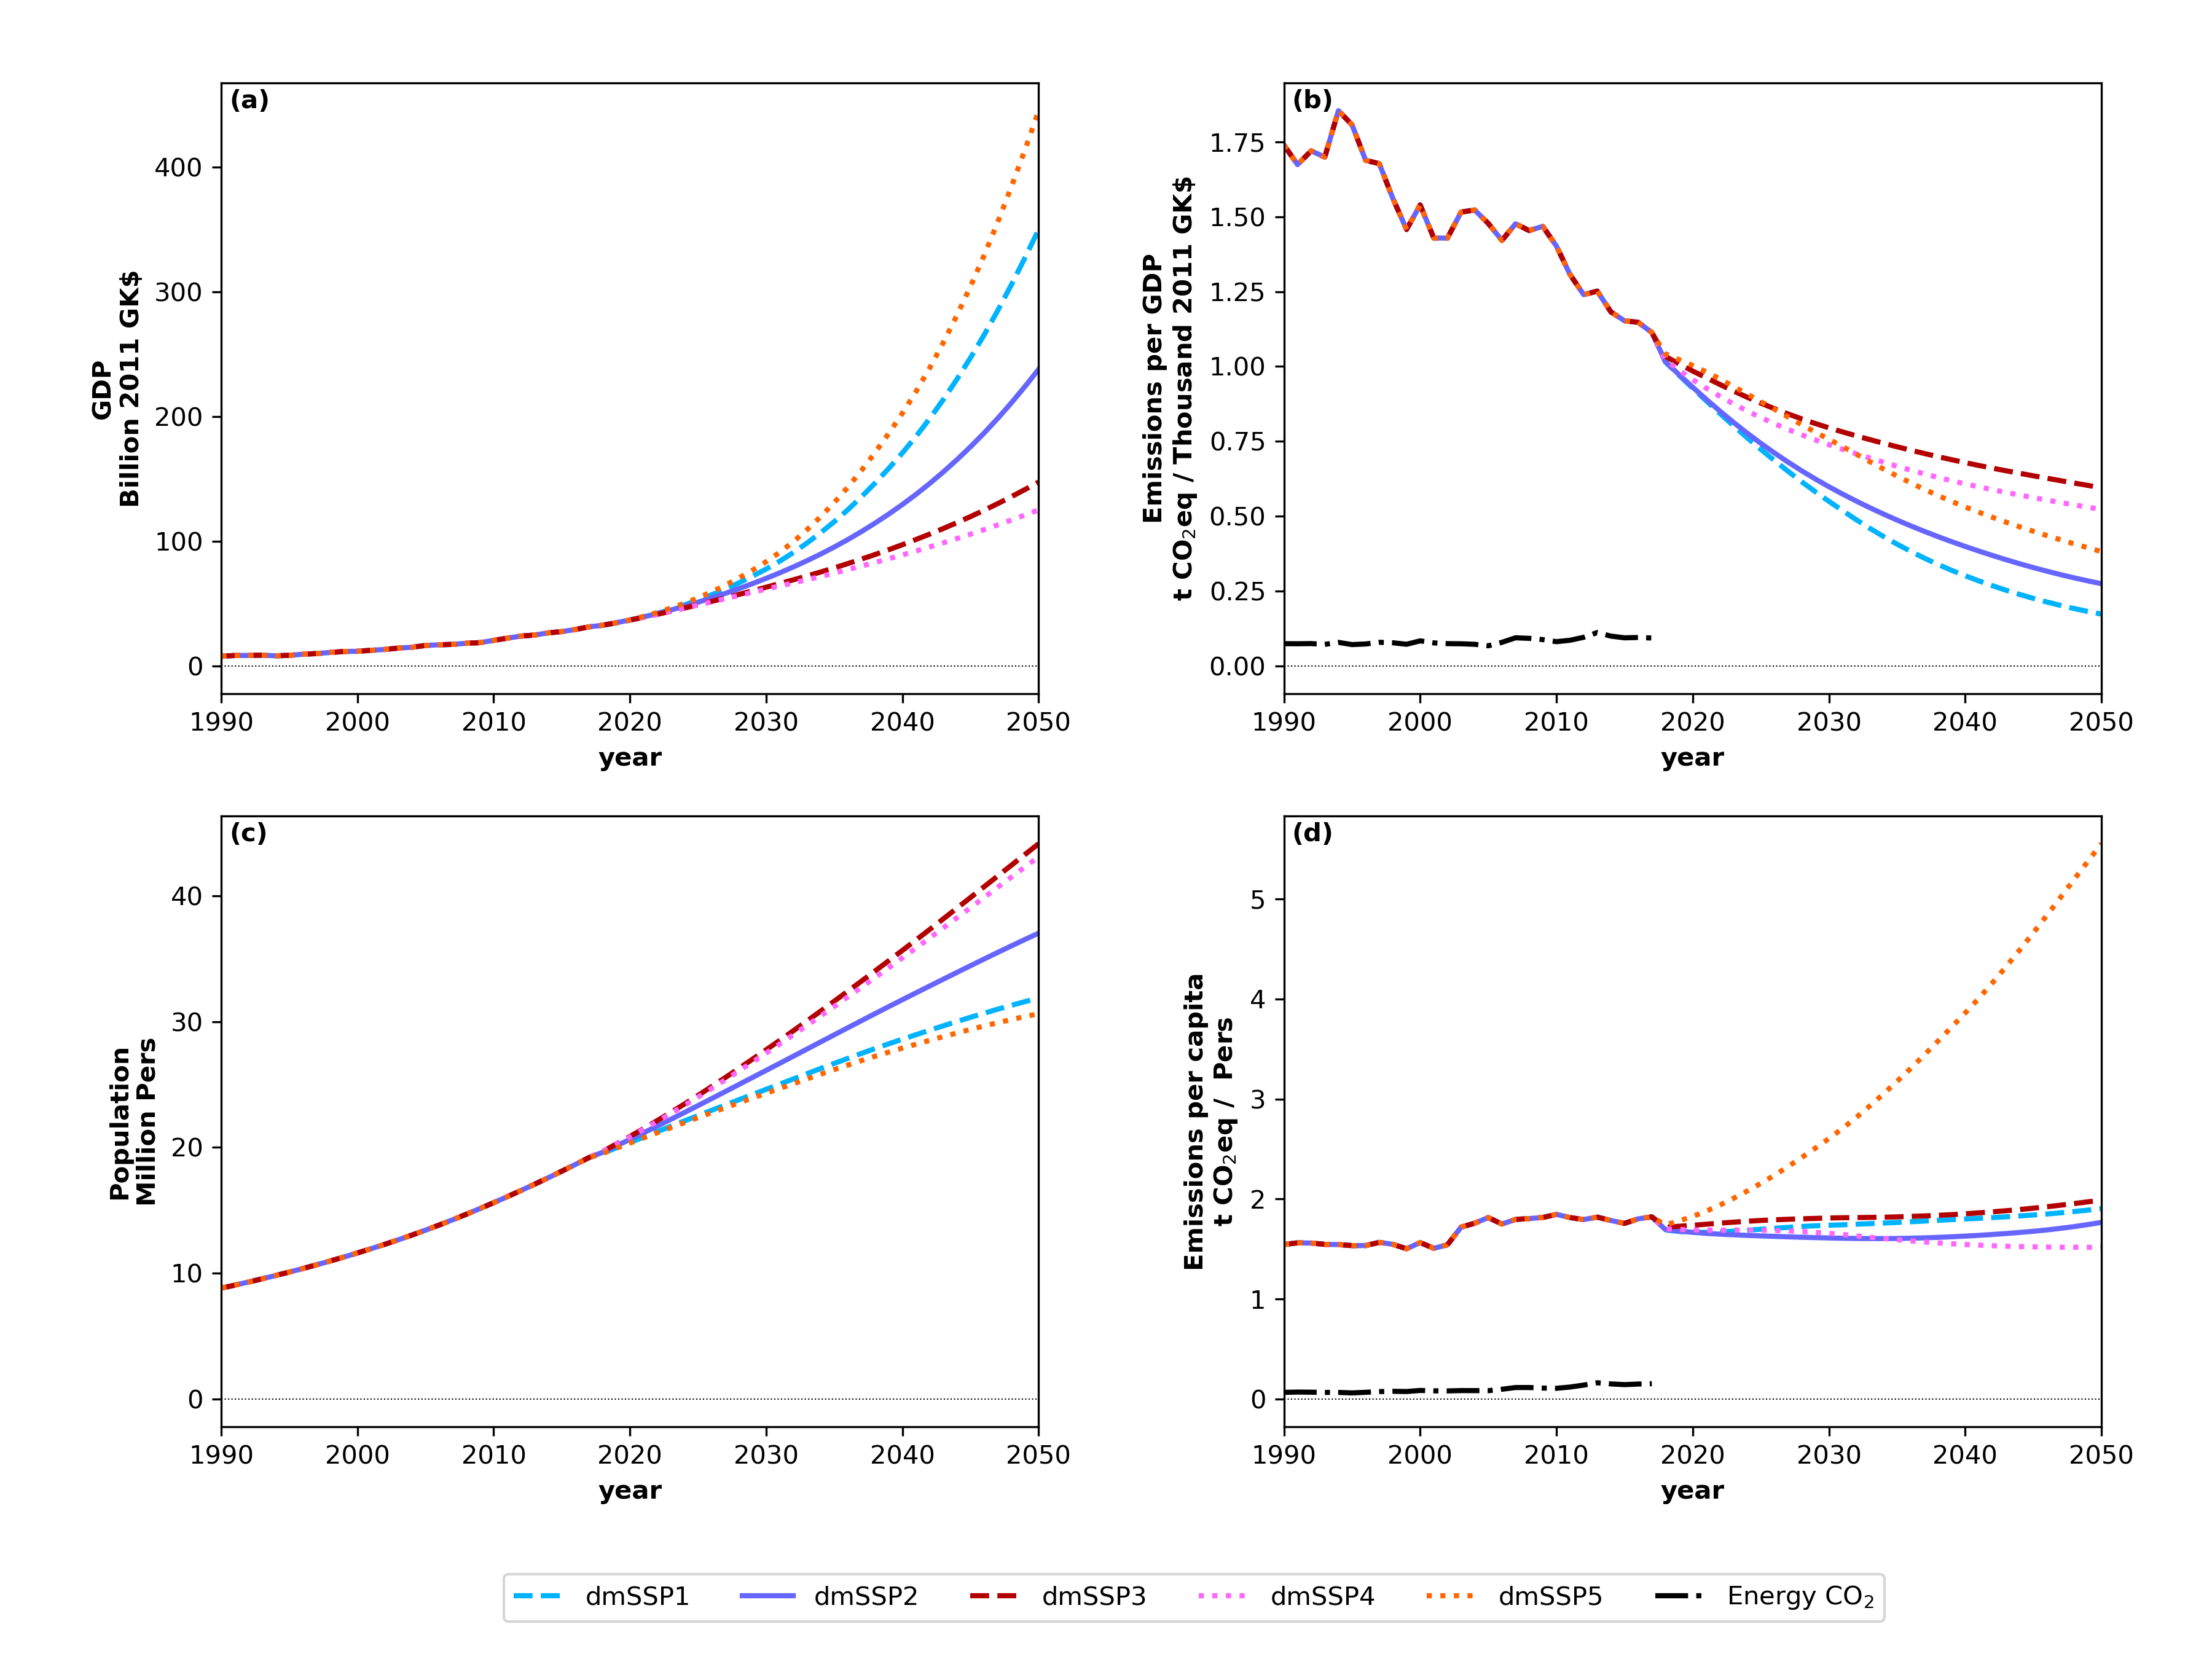 (a)
400
300
200
100
0
GDP
Billion 2011 GK$
1990 2000 2010 2020 2030 2040 2050
year
(b)
1.75
1.50
1.25
1.00
0.75
0.50
0.25
0.00
Emissions per GDP
t CO₂eq / Thousand 2011 GK$
1990 2000 2010 2020 2030 2040 2050
year
(c)
40
30
20
10
0
Population
Million Pers
1990 2000 2010 2020 2030 2040 2050
year
(d)
5
4
3
2
1
0
Emissions per capita
t CO₂eq / Pers
1990 2000 2010 2020 2030 2040 2050
year
dmSSP1 dmSSP2 dmSSP3 dmSSP4 dmSSP5 Energy CO₂